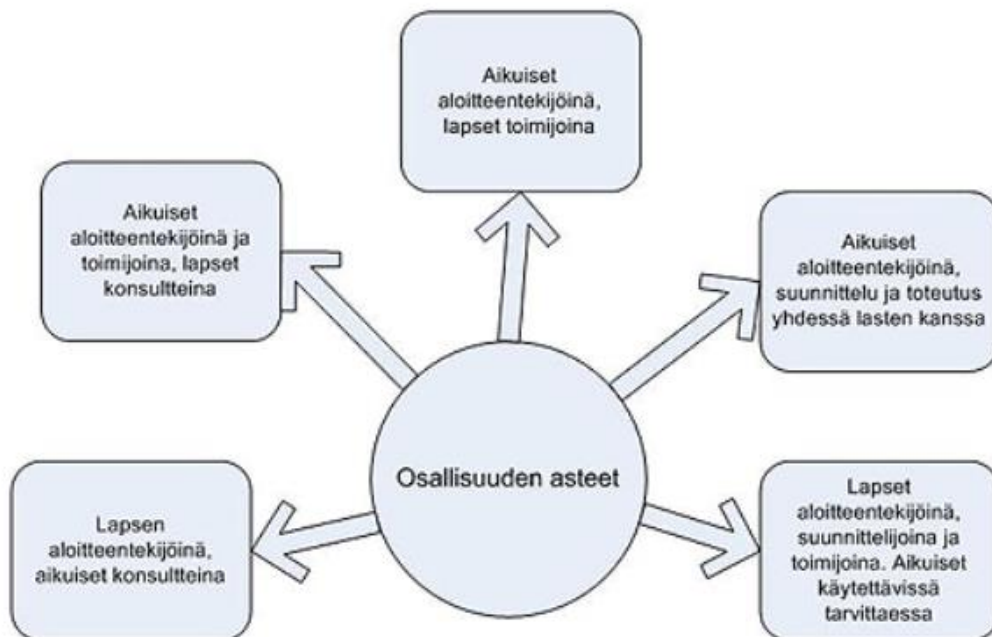 Aikuiset
aloitteentekijöinä,
lapset toimijoina
Aikuiset
aloitteentekijöinä ja
toimijoina, lapset
konsultteina
Aikuiset
aloitteentekijöinä,
suunnittelu ja toteutus
yhdessä lasten kanssa
Osallisuuden asteet
Lapsen
aloitteentekijöinä,
aikuiset konsultteina
Lapset
aloitteentekijöinä,
suunnittelijoina ja
toimijoina. Aikuiset
käytettävissä
tarvittaessa